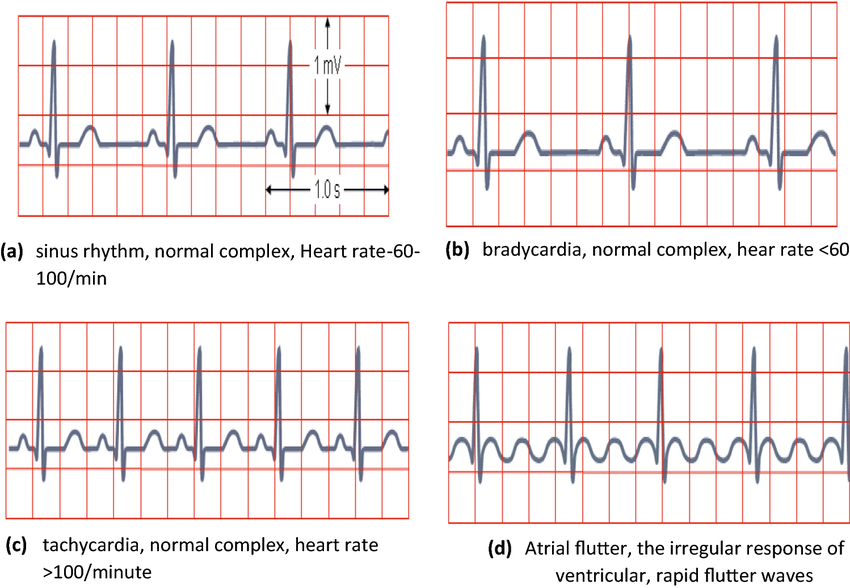 1 mV
1.0 s
(a) sinus rhythm, normal complex, Heart rate-60-
100/min
(b) bradycardia, normal complex, hear rate <60
(c) tachycardia, normal complex, heart rate
>100/minute
(d) Atrial flutter, the irregular response of
ventricular, rapid flutter waves